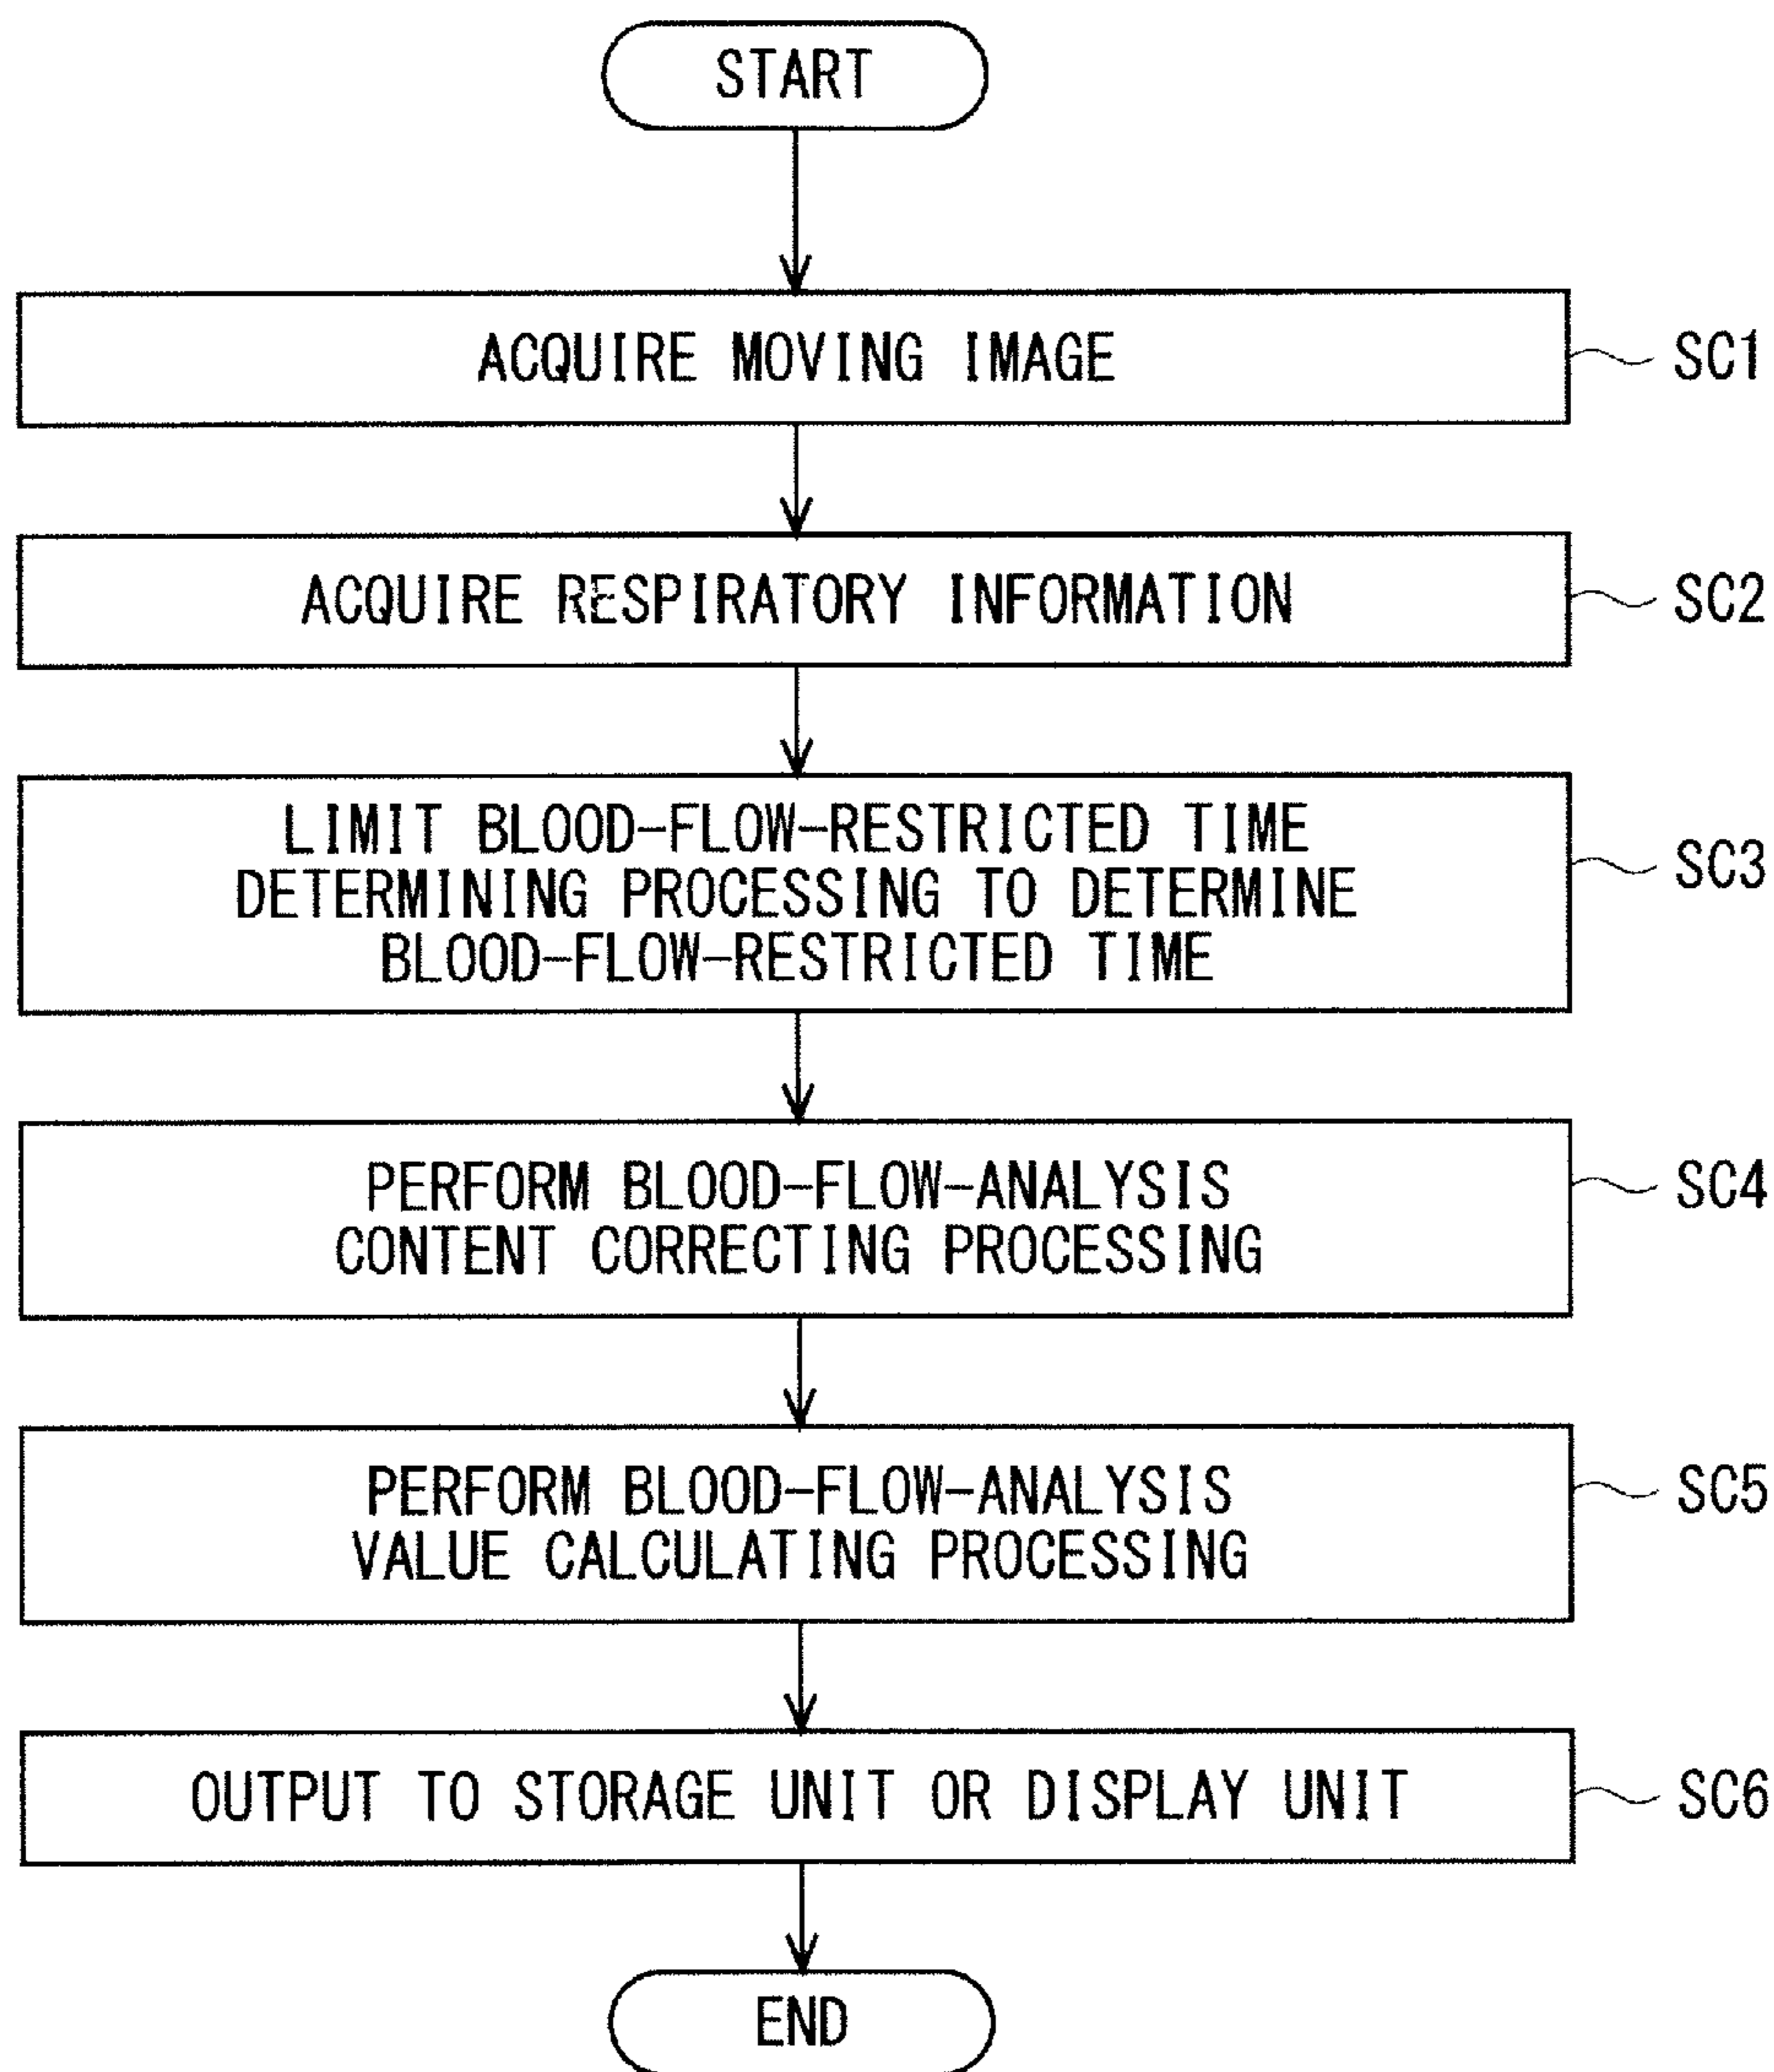 START
ACQUIRE MOVING IMAGE
SC1
ACQUIRE RESPIRATORY INFORMATION
SC2
LIMIT BLOOD-FLOW-RESTRICTED TIME
DETERMINING PROCESSING TO DETERMINE
BLOOD-FLOW-RESTRICTED TIME
SC3
PERFORM BLOOD-FLOW-ANALYSIS
CONTENT CORRECTING PROCESSING
SC4
PERFORM BLOOD-FLOW-ANALYSIS
VALUE CALCULATING PROCESSING
SC5
OUTPUT TO STORAGE UNIT OR DISPLAY UNIT
SC6
END